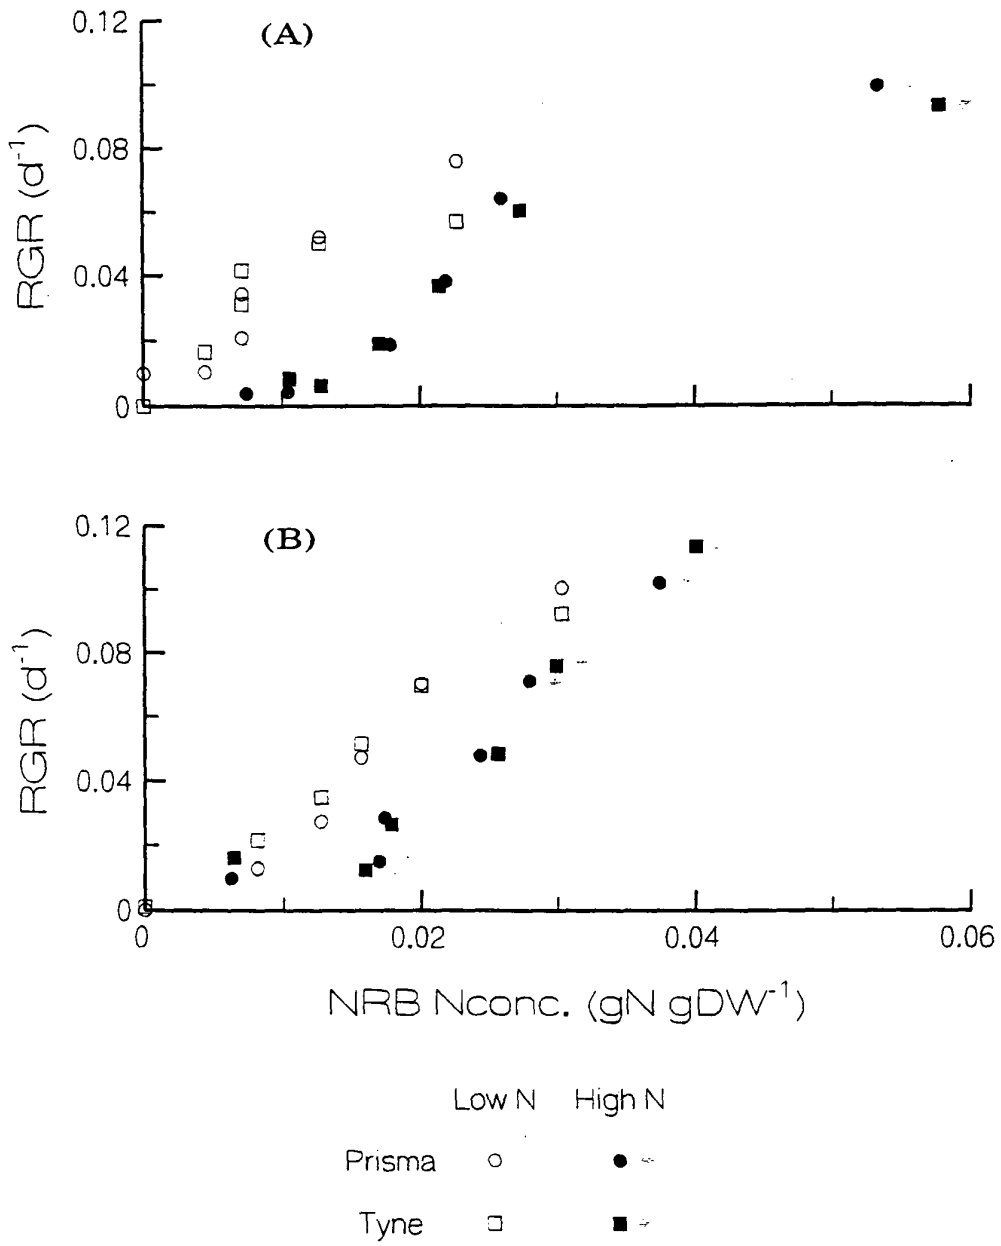 (A)
0.12
0.08
0.04
0
RGR (d⁻¹)
(B)
0.12
0.08
0.04
0
RGR (d⁻¹)
0 0.02 0.04 0.06
NRB Nconc. (gN gDW⁻¹)
Low N High N
Prisma
Tyne